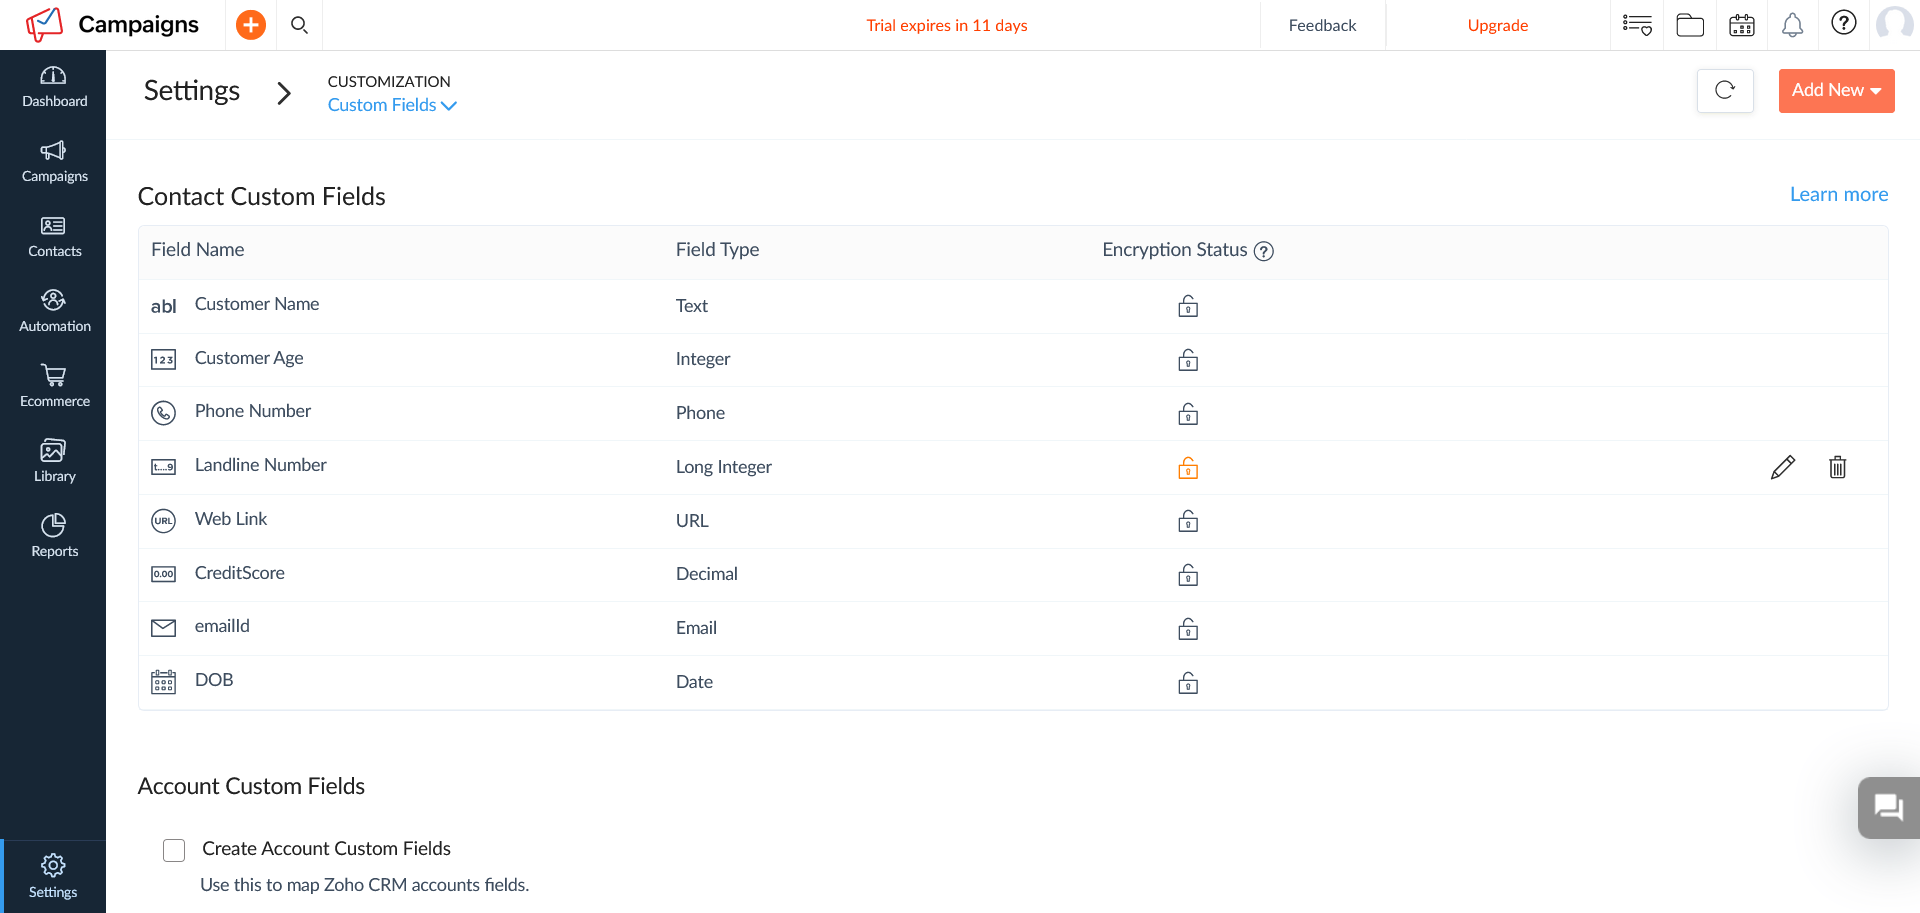 Campaigns
Trial expires in 11 days
Feedback
Upgrade
Dashboard
Campaigns
Contacts
Automation
Ecommerce
Library
Reports
Settings
Settings
CUSTOMIZATION
Custom Fields
Add New
Contact Custom Fields
Learn more
Field Name Field Type Encryption Status ?
abl Customer Name Text
123 Customer Age Integer
Phone Number Phone
t....9 Landline Number Long Integer
URL Web Link URL
0.00 CreditScore Decimal
emailId Email
DOB Date
Account Custom Fields
Create Account Custom Fields
Use this to map Zoho CRM accounts fields.